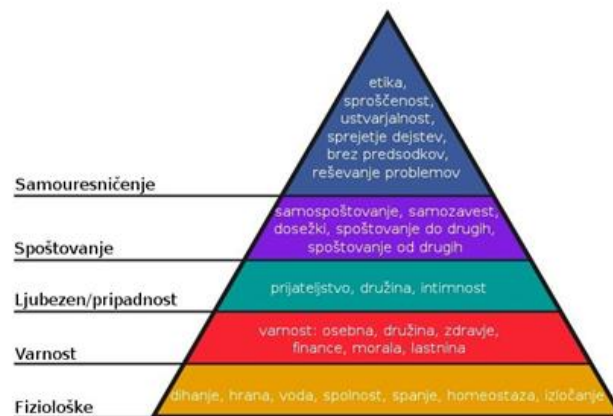 etika,
sproščenost,
ustvarjalnost,
sprejetje dejstev,
brez predsodkov,
reševanje problemov
Samouresničenje
samospoštovanje, samozavest,
dosežki, spoštovanje do drugih,
spoštovanje od drugih
Spoštovanje
prijateljstvo, družina, intimnost
Ljubezen/pripadnost
varnost: osebna, družina, zdravje,
finance, morala, lastnina
Varnost
dihanje, hrana, voda, spolnost, spanje, homeostaza, izločanje
Fiziološke